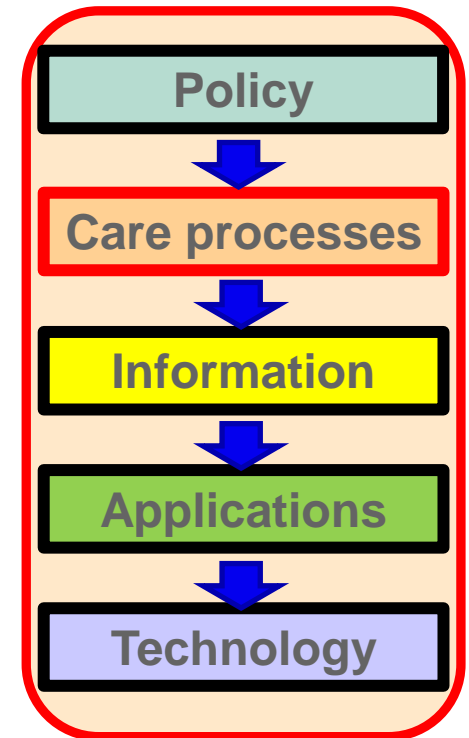 Policy
Care processes
Information
Applications
Technology